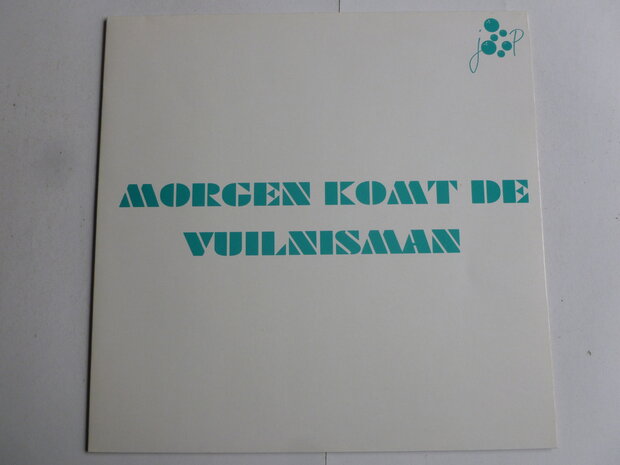 joop
MORGEN KOMT DE
VUILNISMAN